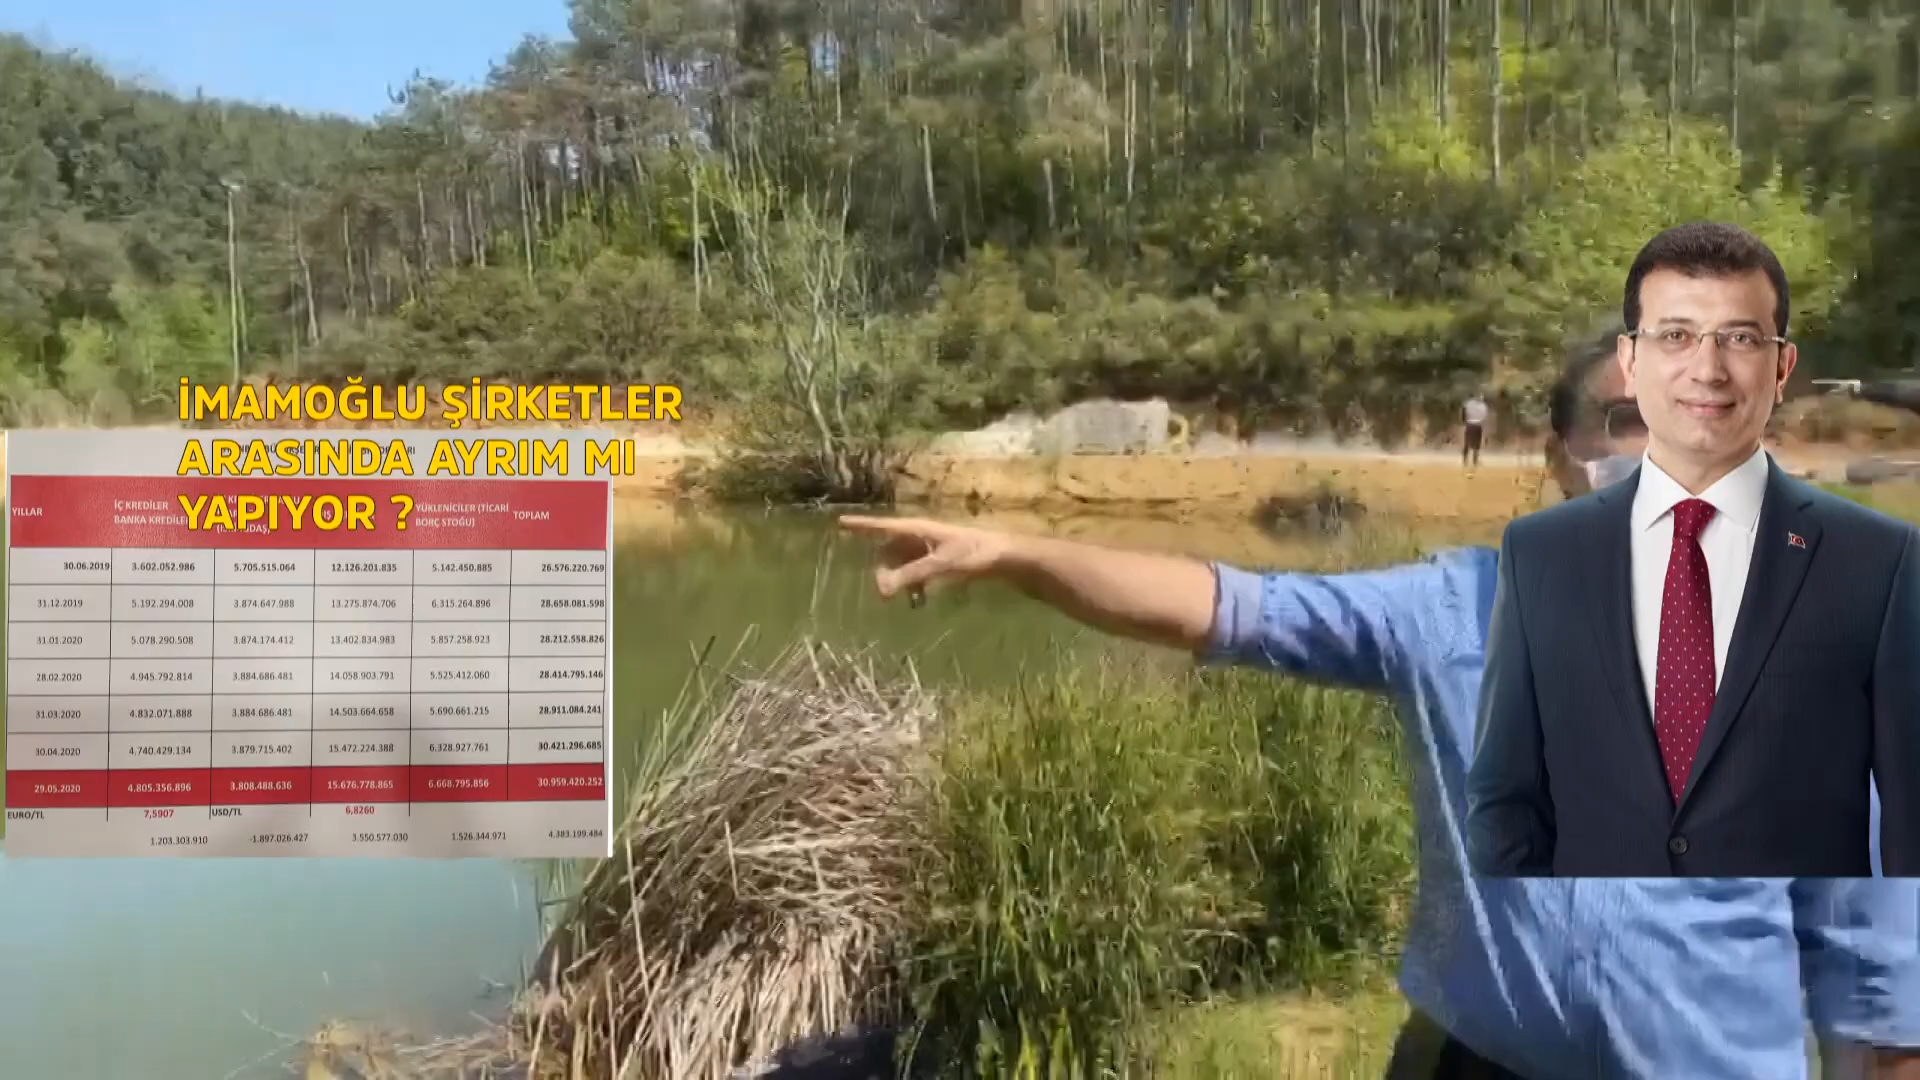 İMAMOĞLU ŞİRKETLER
ARASINDA AYRIM MI
YAPIYOR ?
YILLAR İÇ KREDİLER YÜKLENİCİLER (TİCARİ TOPLAM
BANKA BORÇ STOĞU)
30.06.2019 3.602.052.986 5.705.515.064 12.126.201.835 5.142.450.885 26.576.220.769
31.12.2019 5.192.294.008 3.874.647.988 13.275.874.706 6.315.264.896 28.658.081.598
31.01.2020 5.078.290.508 3.874.174.412 13.402.834.983 5.857.258.923 28.212.558.826
28.02.2020 4.945.792.814 3.884.686.481 14.058.903.791 5.525.412.060 28.414.795.146
31.03.2020 4.832.071.888 3.884.686.481 14.503.664.658 5.690.661.215 28.911.084.241
30.04.2020 4.740.429.134 3.879.715.402 15.472.224.388 6.328.927.761 30.421.296.685
29.05.2020 4.805.356.896 3.808.488.636 15.676.778.865 6.668.795.856 30.959.420.252
EURO/TL 7,5907 USD/TL 6,8260
1.203.303.910 -1.897.026.427 3.550.577.030 1.526.344.971 4.383.199.484